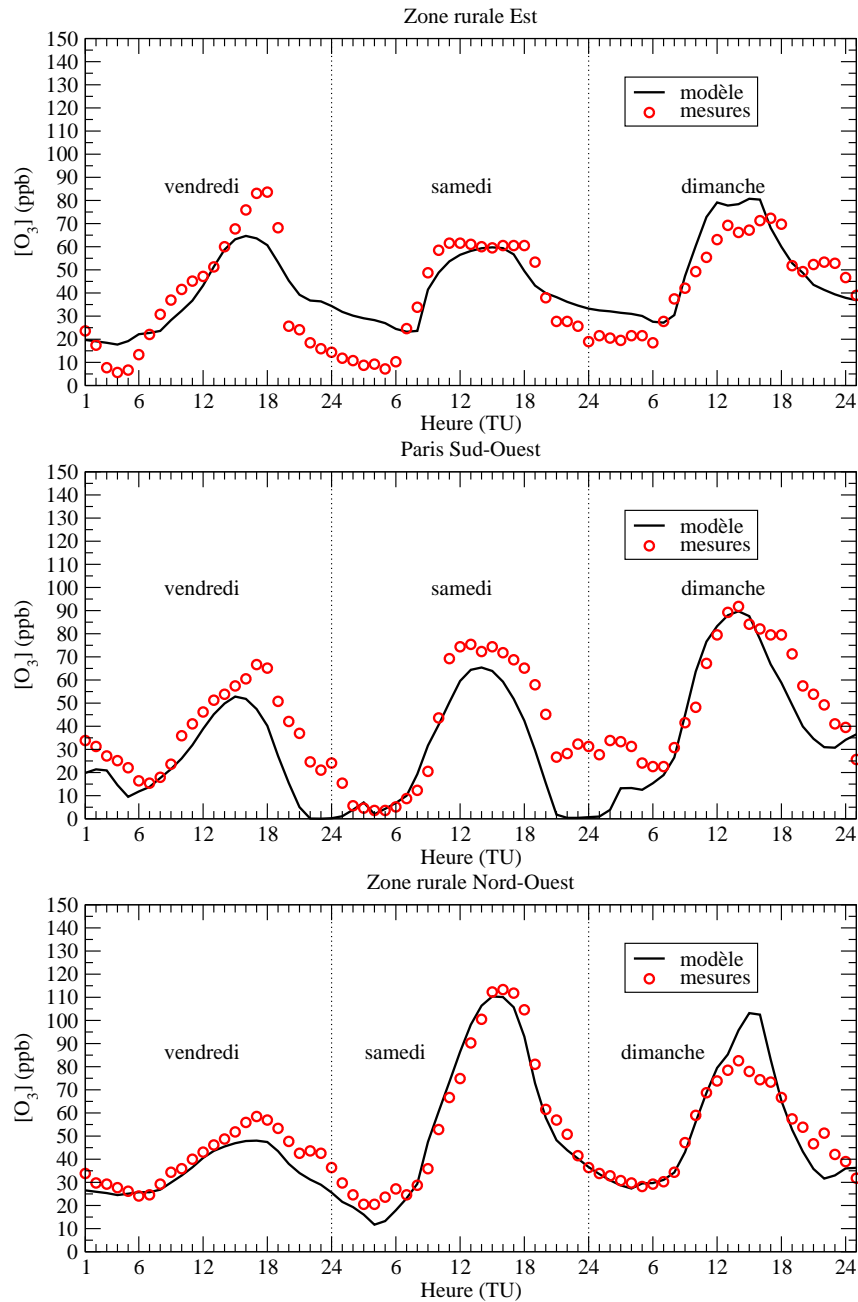 Zone rurale Est
150
140
130
120
110
100
90
80
70
60
50
40
30
20
10
0
[O3] (ppb)
modèle
mesures
vendredi
samedi
dimanche
1 6 12 18 24 6 12 18 24 6 12 18 24
Heure (TU)
Paris Sud-Ouest
150
140
130
120
110
100
90
80
70
60
50
40
30
20
10
0
[O3] (ppb)
modèle
mesures
vendredi
samedi
dimanche
1 6 12 18 24 6 12 18 24 6 12 18 24
Heure (TU)
Zone rurale Nord-Ouest
150
140
130
120
110
100
90
80
70
60
50
40
30
20
10
0
[O3] (ppb)
modèle
mesures
vendredi
samedi
dimanche
1 6 12 18 24 6 12 18 24 6 12 18 24
Heure (TU)